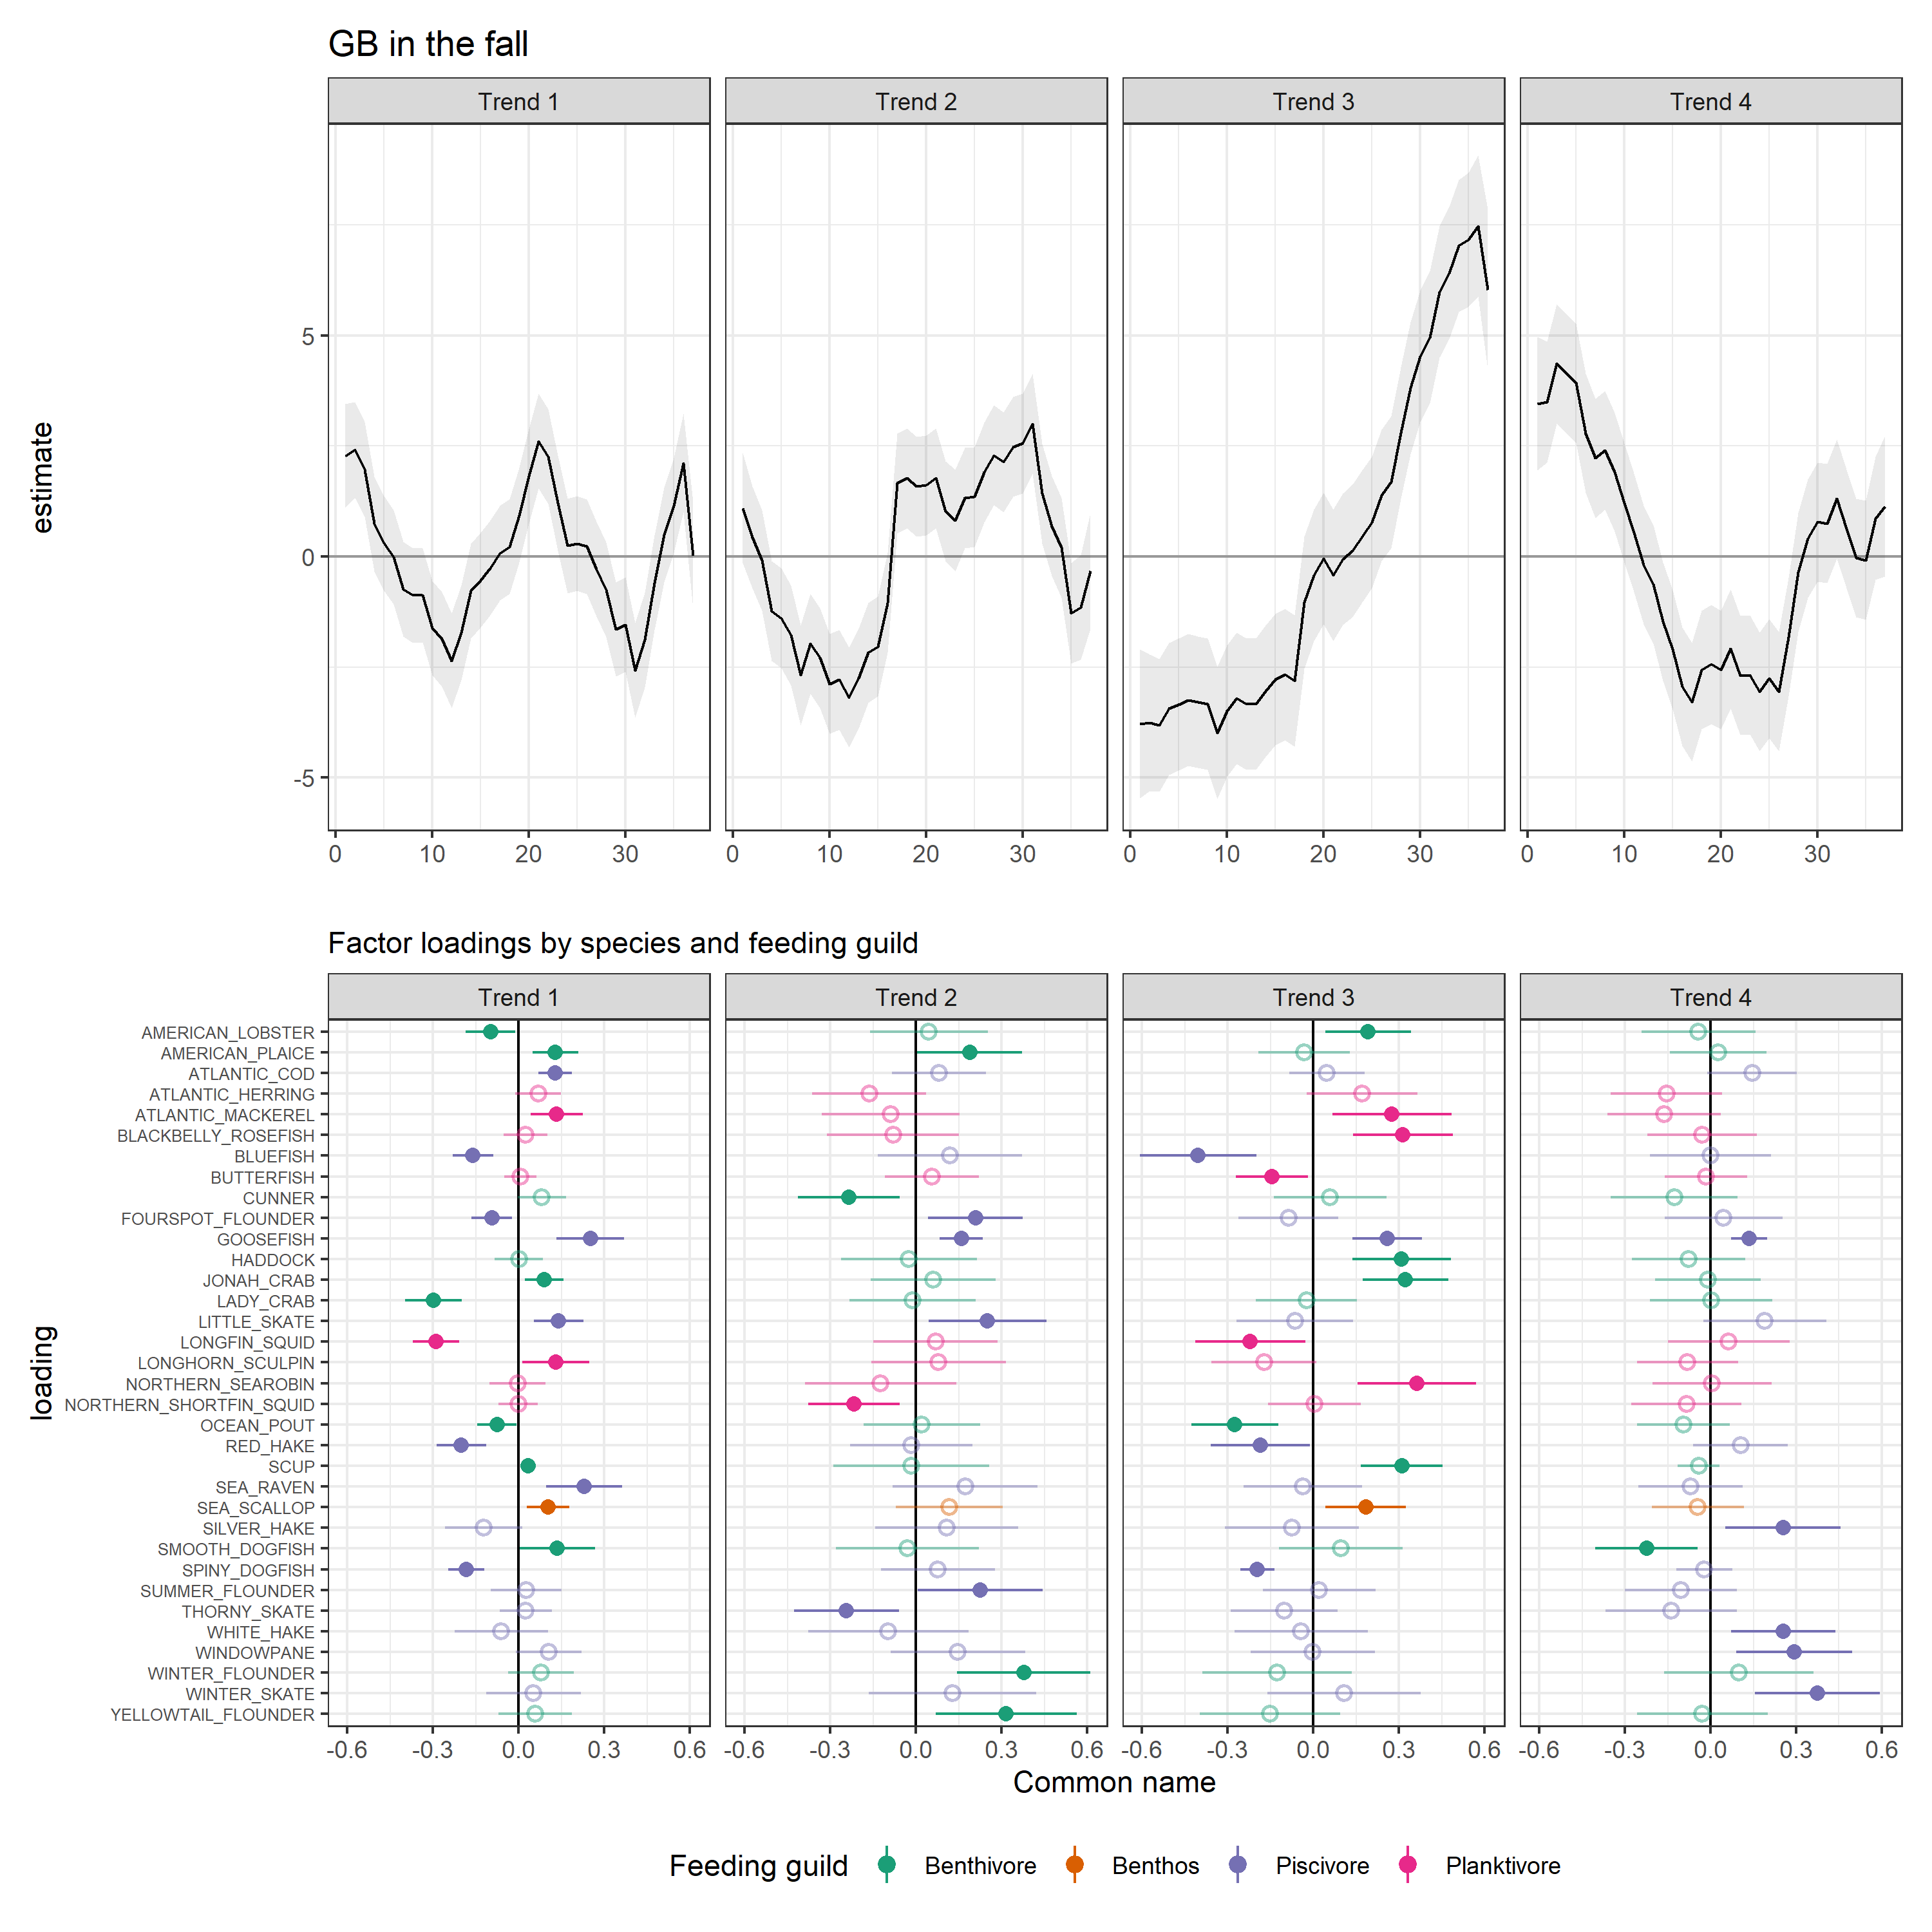 GB in the fall
Trend 1 Trend 2 Trend 3 Trend 4
estimate
5
0
-5
0 10 20 30 0 10 20 30 0 10 20 30 0 10 20 30
Factor loadings by species and feeding guild
Trend 1 Trend 2 Trend 3 Trend 4
loading
AMERICAN_LOBSTER
AMERICAN_PLAICE
ATLANTIC_COD
ATLANTIC_HERRING
ATLANTIC_MACKEREL
BLACKBELLY_ROSEFISH
BLUEFISH
BUTTERFISH
CUNNER
FOURSPOT_FLOUNDER
GOOSEFISH
HADDOCK
JONAH_CRAB
LADY_CRAB
LITTLE_SKATE
LONGFIN_SQUID
LONGHORN_SCULPIN
NORTHERN_SEAROBIN
NORTHERN_SHORTFIN_SQUID
OCEAN_POUT
RED_HAKE
SCUP
SEA_RAVEN
SEA_SCALLOP
SILVER_HAKE
SMOOTH_DOGFISH
SPINY_DOGFISH
SUMMER_FLOUNDER
THORNY_SKATE
WHITE_HAKE
WINDOWPANE
WINTER_FLOUNDER
WINTER_SKATE
YELLOWTAIL_FLOUNDER
-0.6 -0.3 0.0 0.3 0.6 -0.6 -0.3 0.0 0.3 0.6 -0.6 -0.3 0.0 0.3 0.6 -0.6 -0.3 0.0 0.3 0.6
Common name
Feeding guild Benthivore Benthos Piscivore Planktivore